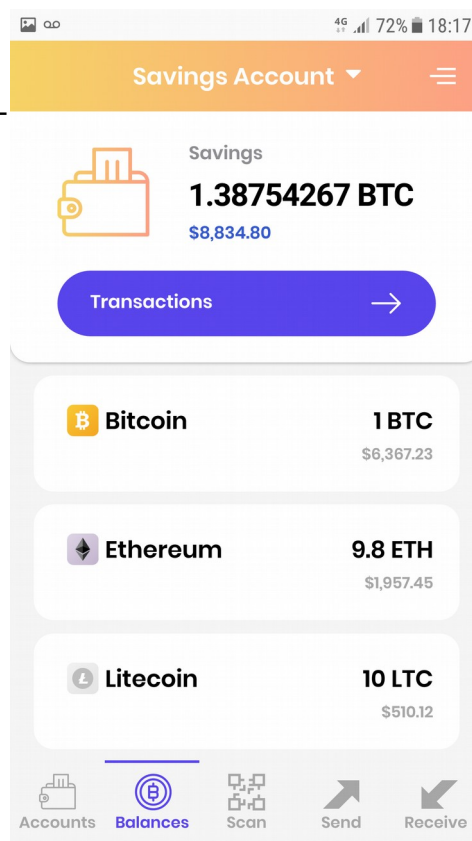 4G 72% 18:17
Savings Account
Savings
1.38754267 BTC
$8,834.80
Transactions
Bitcoin 1 BTC
$6,367.23
Ethereum 9.8 ETH
$1,957.45
Litecoin 10 LTC
$510.12
Accounts Balances Scan Send Receive